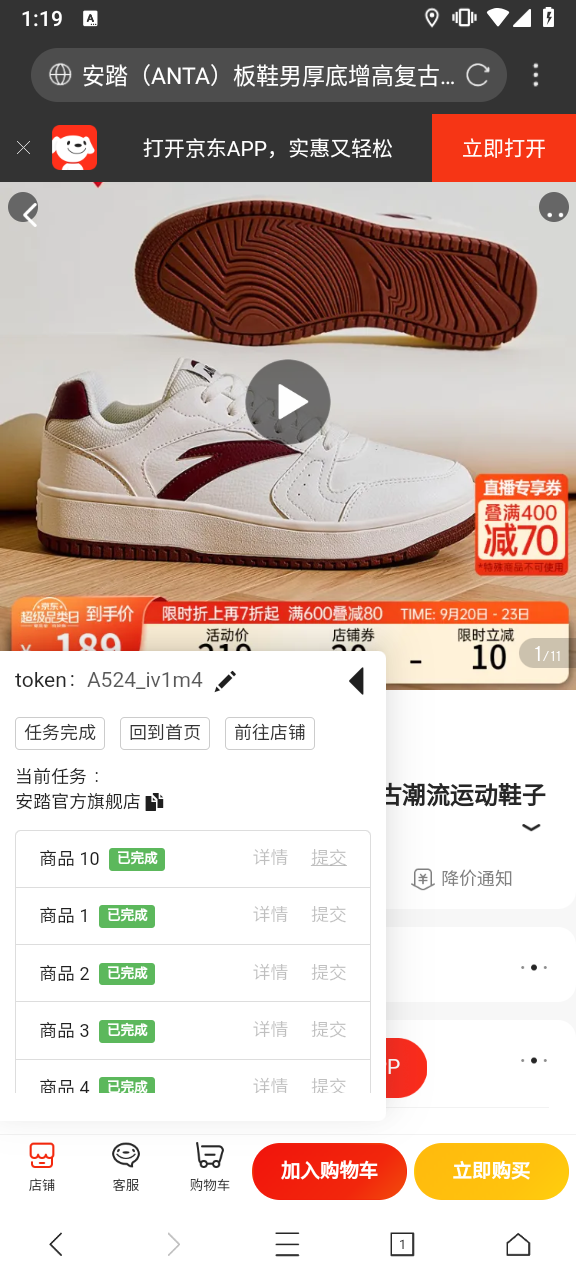 1:19
A
安踏（ANTA）板鞋男厚底增高复古...
打开京东APP，实惠又轻松
立即打开
直播专享券
叠满400
减70
*特殊商品不可使用
京东
超级品类日
到手价
限时折上再7折起 满600叠减80
TIME: 9月20日 - 23日
¥ 189
活动价
店铺券
限时立减
-
10
1/11
token：A524_iv1m4
任务完成
回到首页
前往店铺
当前任务：
安踏官方旗舰店
古潮流运动鞋子
降价通知
商品 10 已完成 详情 提交
商品 1 已完成 详情 提交
商品 2 已完成 详情 提交
商品 3 已完成 详情 提交
商品 4 已完成 详情 提交
P
店铺
客服
购物车
加入购物车
立即购买
1